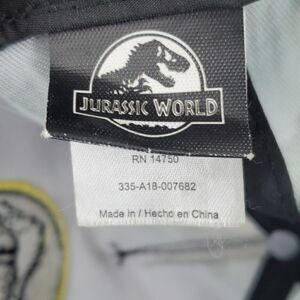 JURASSIC WORLD
RN 14750
335-A18-007682
Made in / Hecho en China